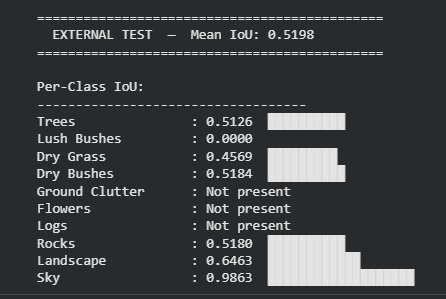 ==========================================
EXTERNAL TEST — Mean IoU: 0.5198
==========================================
Per-Class IoU:
---------------------------------
Trees : 0.5126 ██████████
Lush Bushes : 0.0000
Dry Grass : 0.4569 █████████
Dry Bushes : 0.5184 ██████████
Ground Clutter : Not present
Flowers : Not present
Logs : Not present
Rocks : 0.5180 ██████████
Landscape : 0.6463 ████████████
Sky : 0.9863 ███████████████████